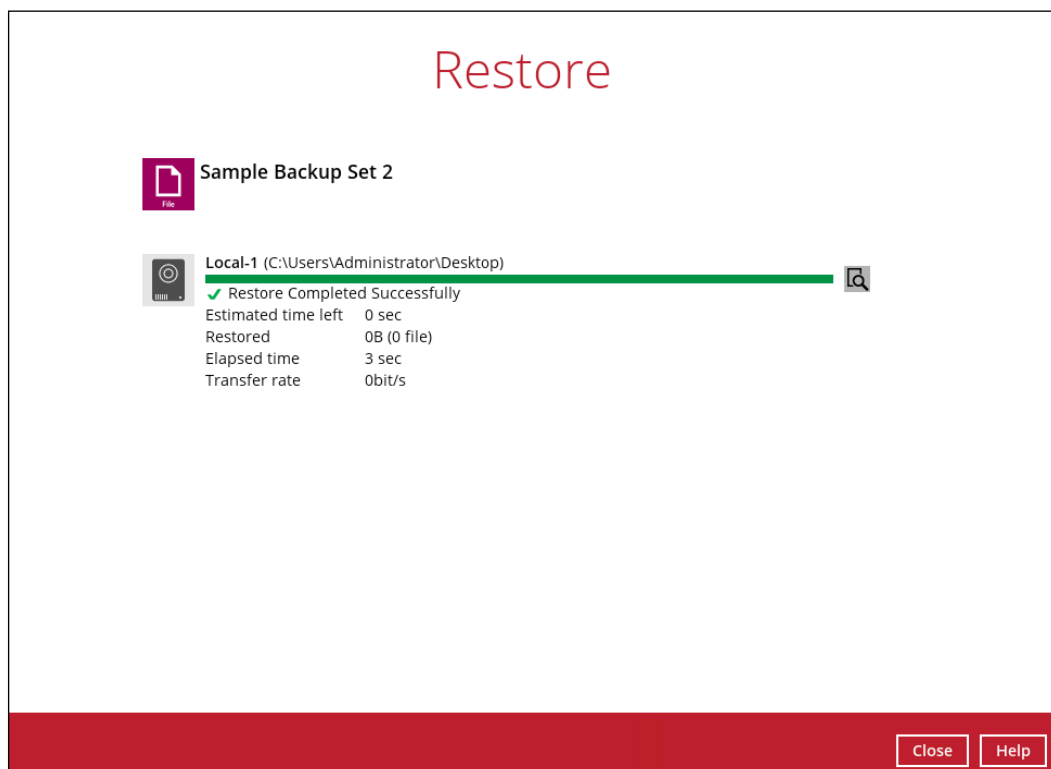 Restore
File
Sample Backup Set 2
Local-1 (C:\Users\Administrator\Desktop)
Restore Completed Successfully
Estimated time left 0 sec
Restored 0B (0 file)
Elapsed time 3 sec
Transfer rate 0bit/s
Close Help